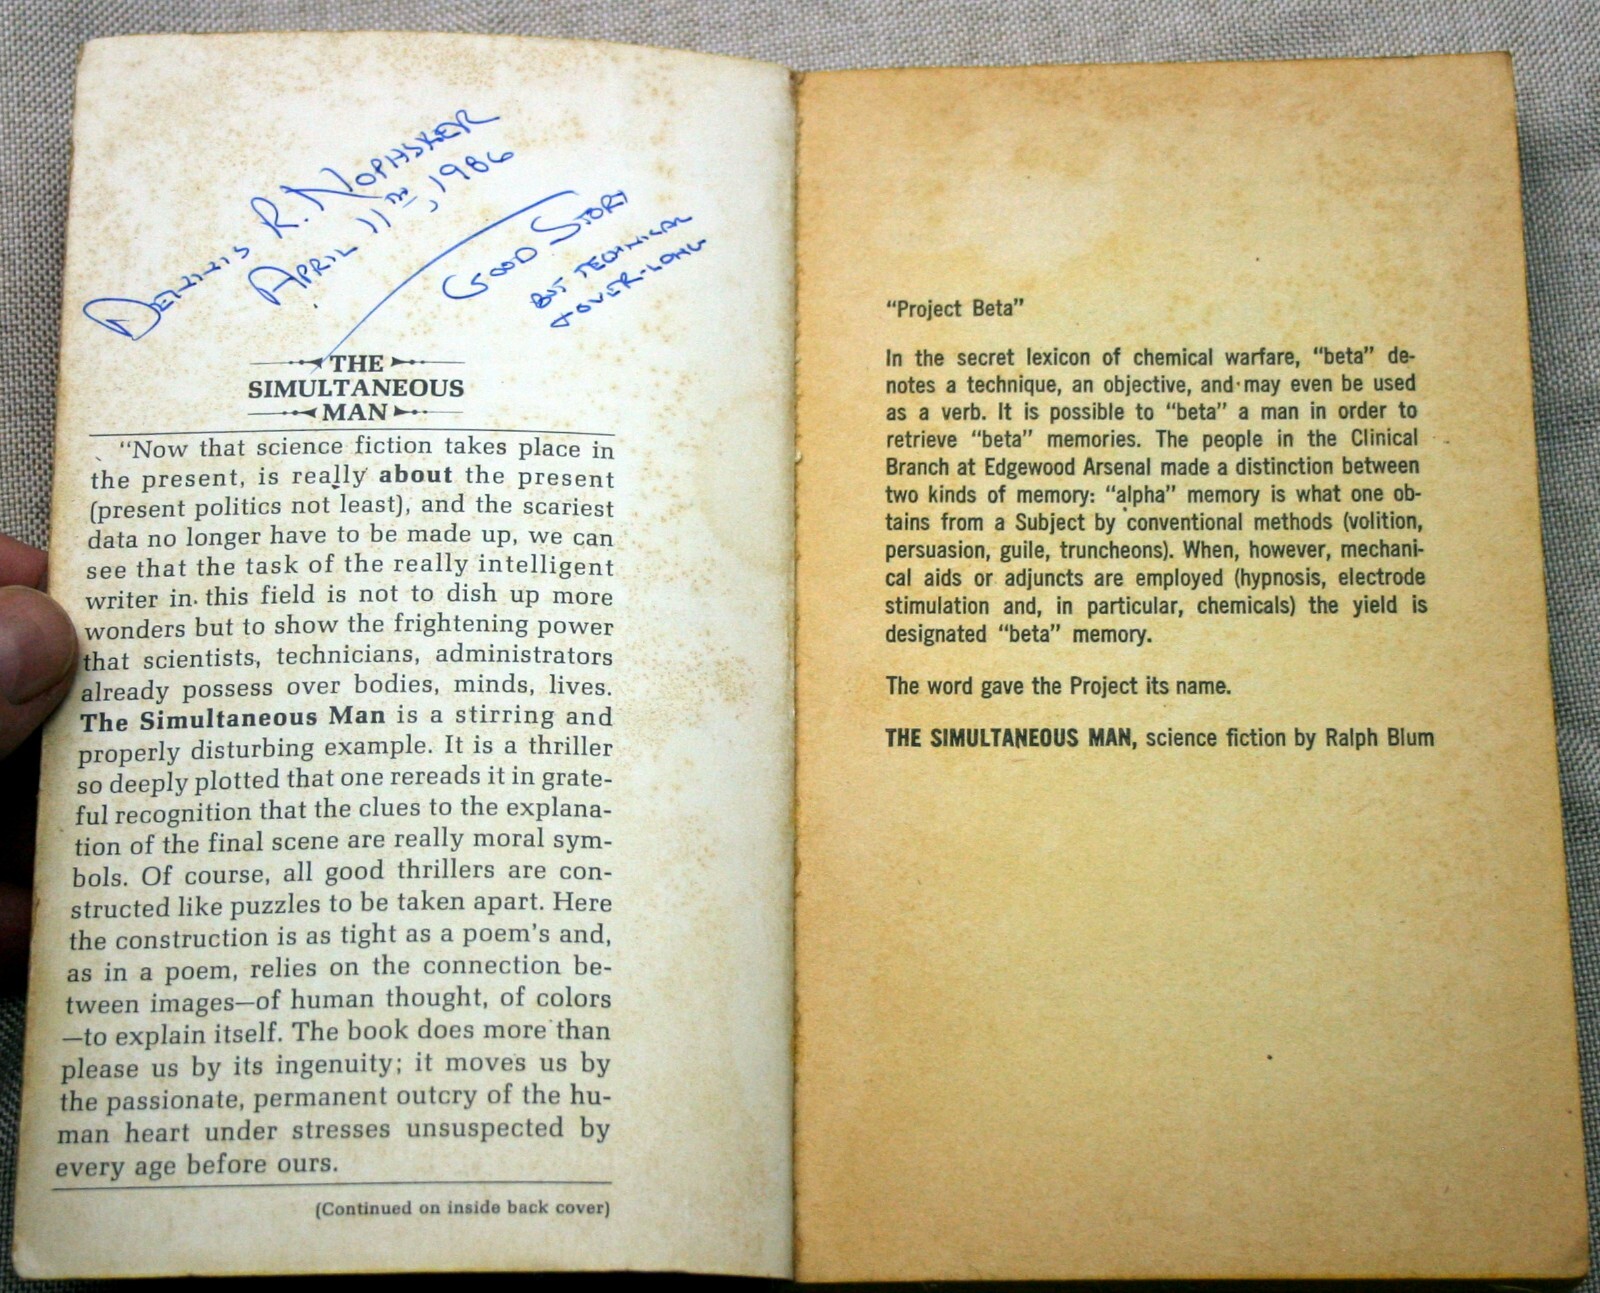 Dennis R. Nophsker
April 11th, 1986
Good Story
but technical
+ over-long
THE
SIMULTANEOUS
MAN
"Now that science fiction takes place in
the present, is really about the present
(present politics not least), and the scariest
data no longer have to be made up, we can
see that the task of the really intelligent
writer in this field is not to dish up more
wonders but to show the frightening power
that scientists, technicians, administrators
already possess over bodies, minds, lives.
The Simultaneous Man is a stirring and
properly disturbing example. It is a thriller
so deeply plotted that one rereads it in grate-
ful recognition that the clues to the explana-
tion of the final scene are really moral sym-
bols. Of course, all good thrillers are con-
structed like puzzles to be taken apart. Here
the construction is as tight as a poem's and,
as in a poem, relies on the connection be-
tween images—of human thought, of colors
—to explain itself. The book does more than
please us by its ingenuity; it moves us by
the passionate, permanent outcry of the hu-
man heart under stresses unsuspected by
every age before ours.
(Continued on inside back cover)
"Project Beta"
In the secret lexicon of chemical warfare, "beta" de-
notes a technique, an objective, and may even be used
as a verb. It is possible to "beta" a man in order to
retrieve "beta" memories. The people in the Clinical
Branch at Edgewood Arsenal made a distinction between
two kinds of memory: "alpha" memory is what one ob-
tains from a Subject by conventional methods (volition,
persuasion, guile, truncheons). When, however, mechani-
cal aids or adjuncts are employed (hypnosis, electrode
stimulation and, in particular, chemicals) the yield is
designated "beta" memory.
The word gave the Project its name.
THE SIMULTANEOUS MAN, science fiction by Ralph Blum